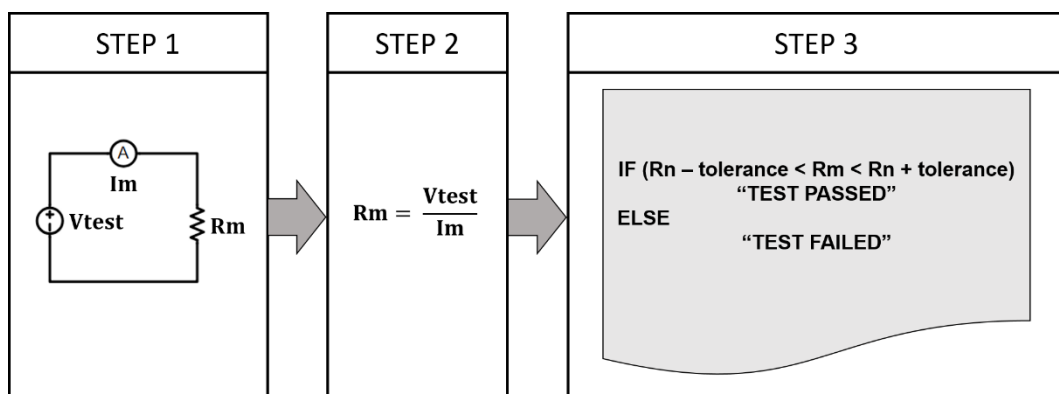 STEP 1
A
Im
Vtest
Rm
STEP 2
Rm = Vtest / Im
STEP 3
IF (Rn – tolerance < Rm < Rn + tolerance)
“TEST PASSED”
ELSE
“TEST FAILED”